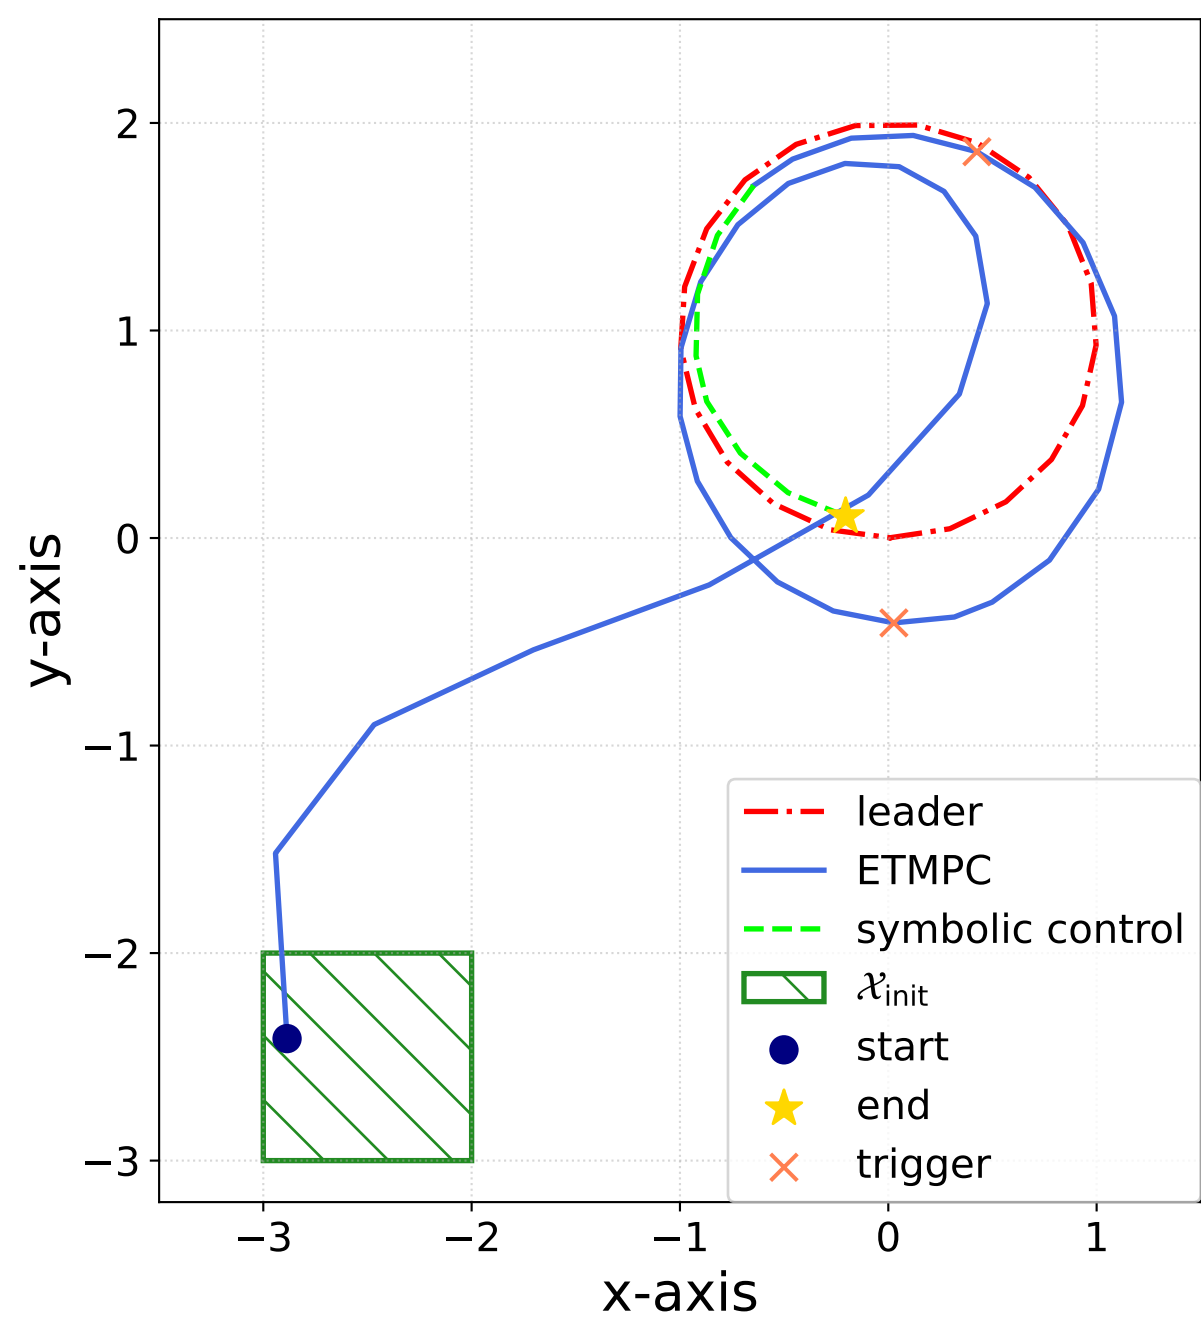 2
1
0
−1
−2
−3
y-axis
leader
ETMPC
symbolic control
𝒳init
start
end
trigger
−3 −2 −1 0 1
x-axis